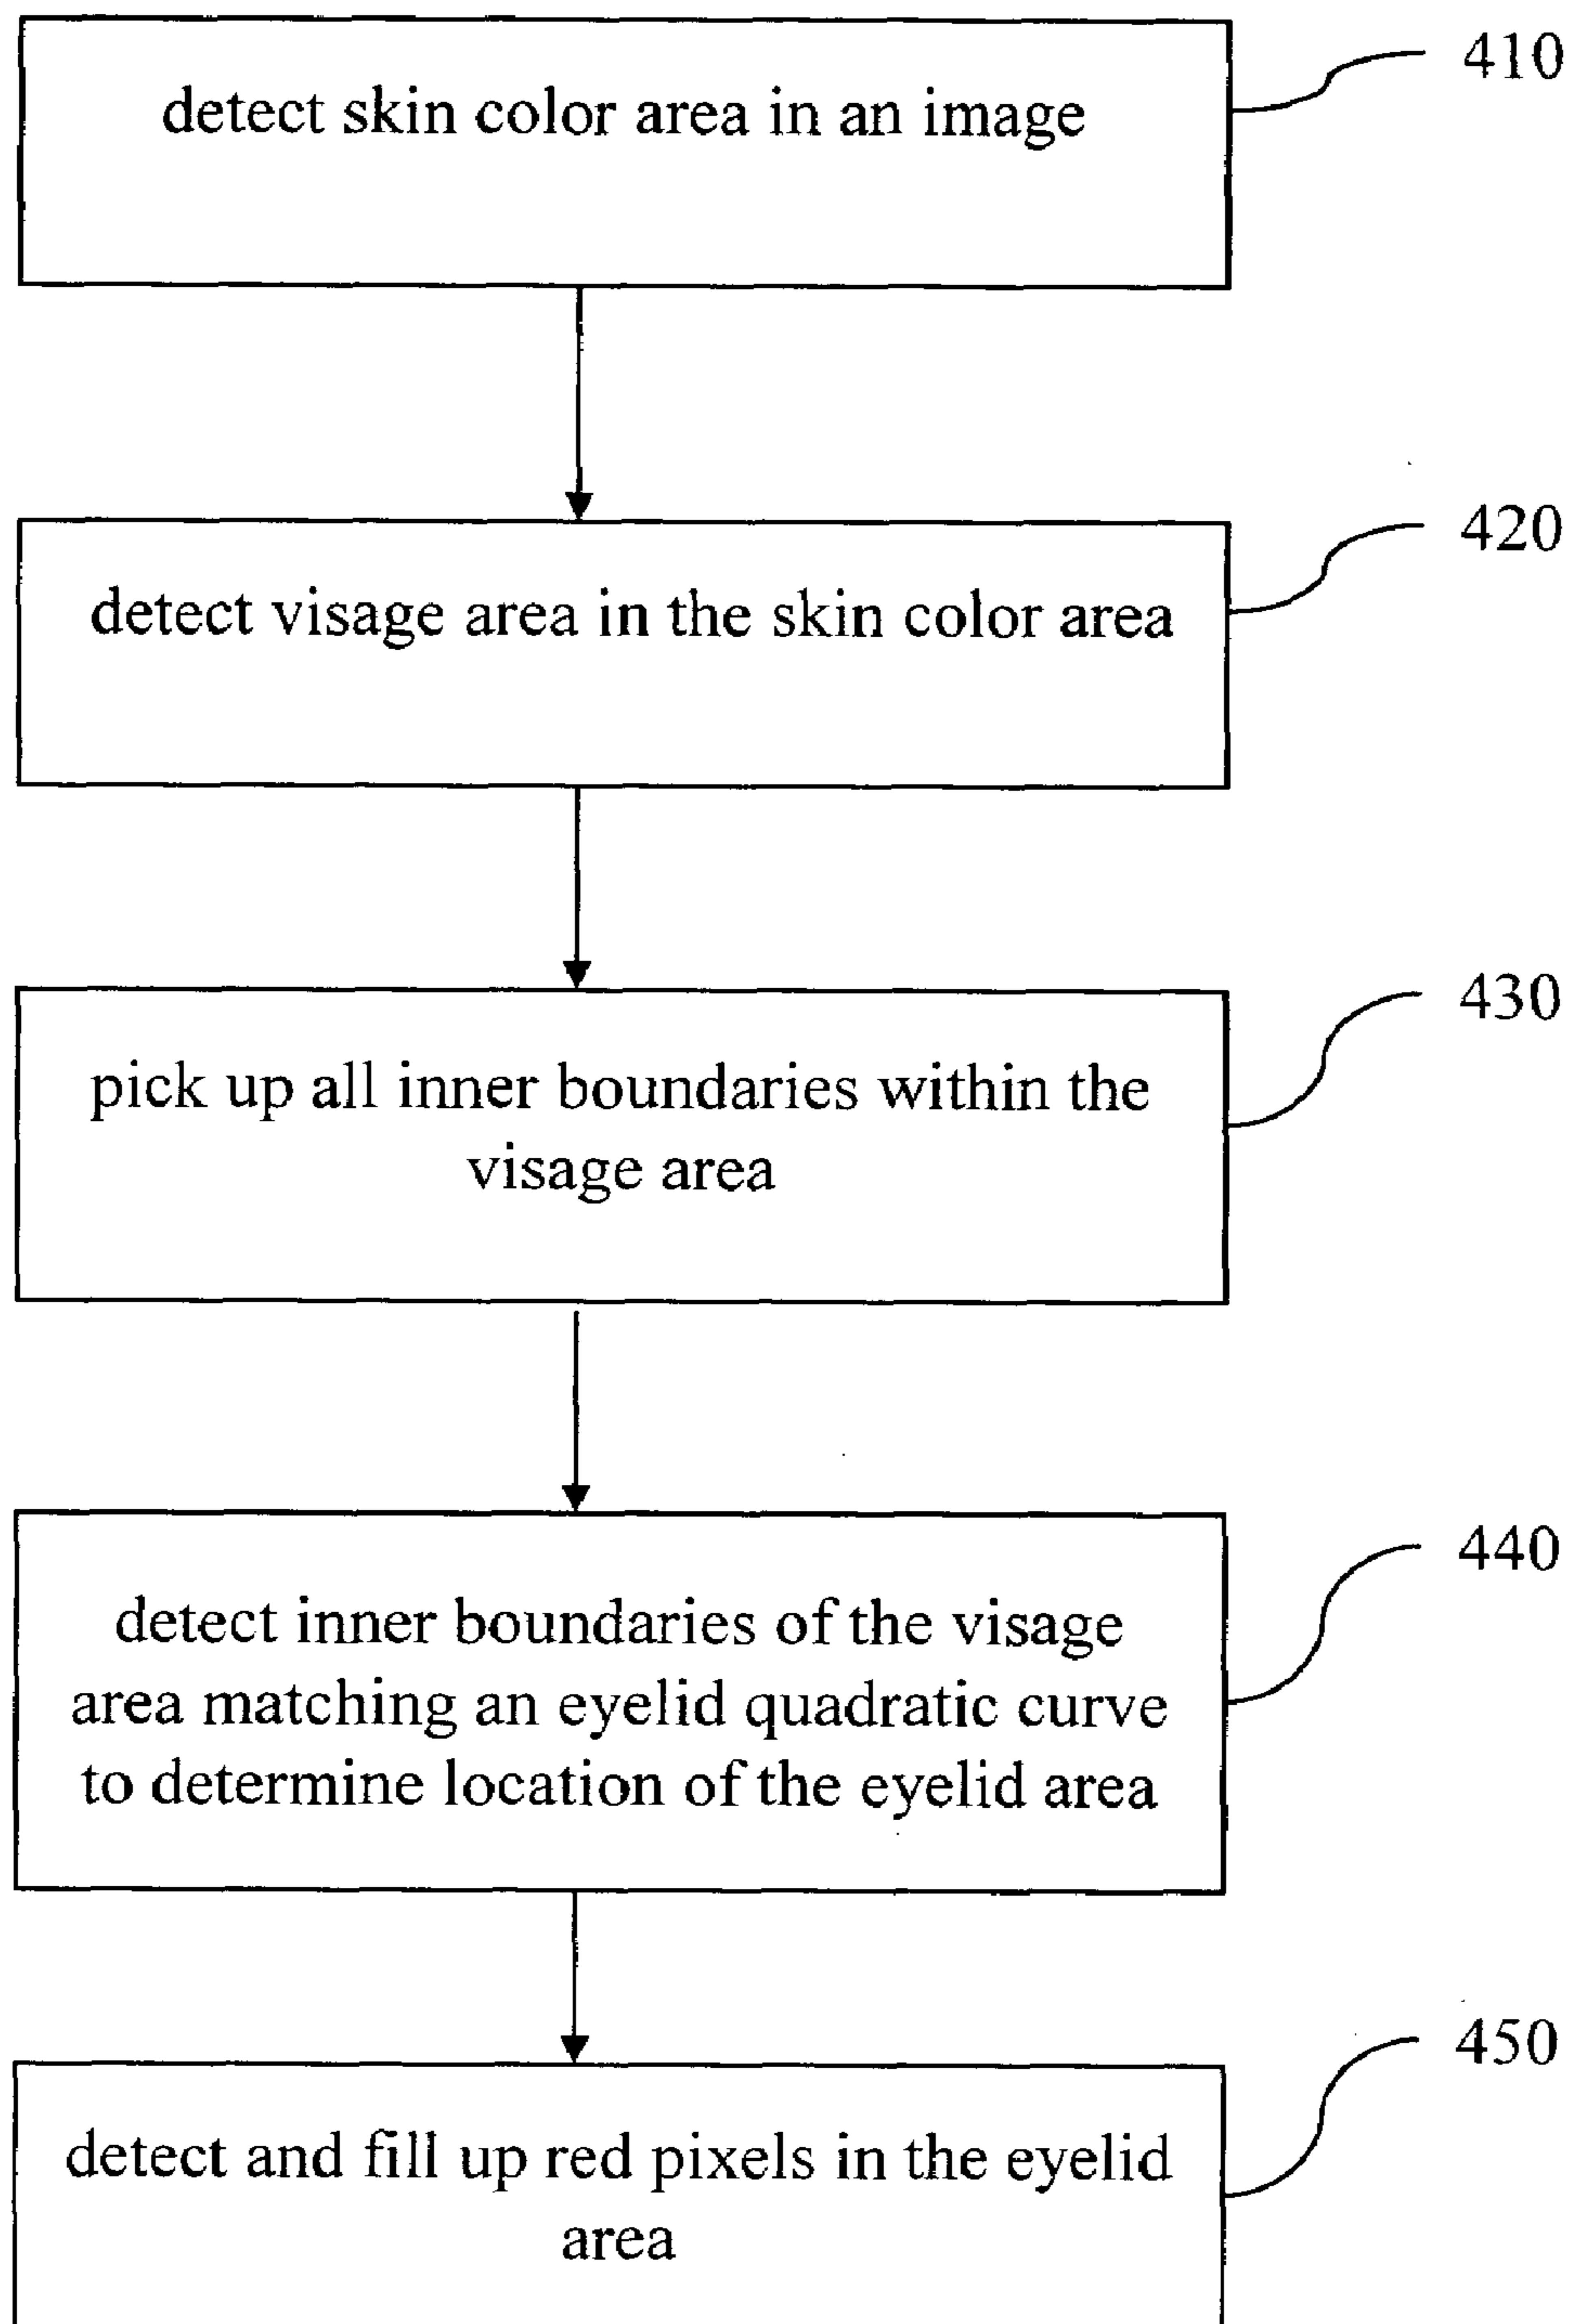 410
detect skin color area in an image
420
detect visage area in the skin color area
430
pick up all inner boundaries within the
visage area
440
detect inner boundaries of the visage
area matching an eyelid quadratic curve
to determine location of the eyelid area
450
detect and fill up red pixels in the eyelid
area